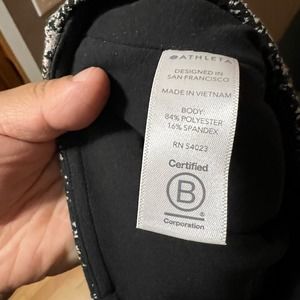 ATHLETA
DESIGNED IN
SAN FRANCISCO
MADE IN VIETNAM
BODY:
84% POLYESTER
16% SPANDEX
RN 54023
Certified
B
Corporation